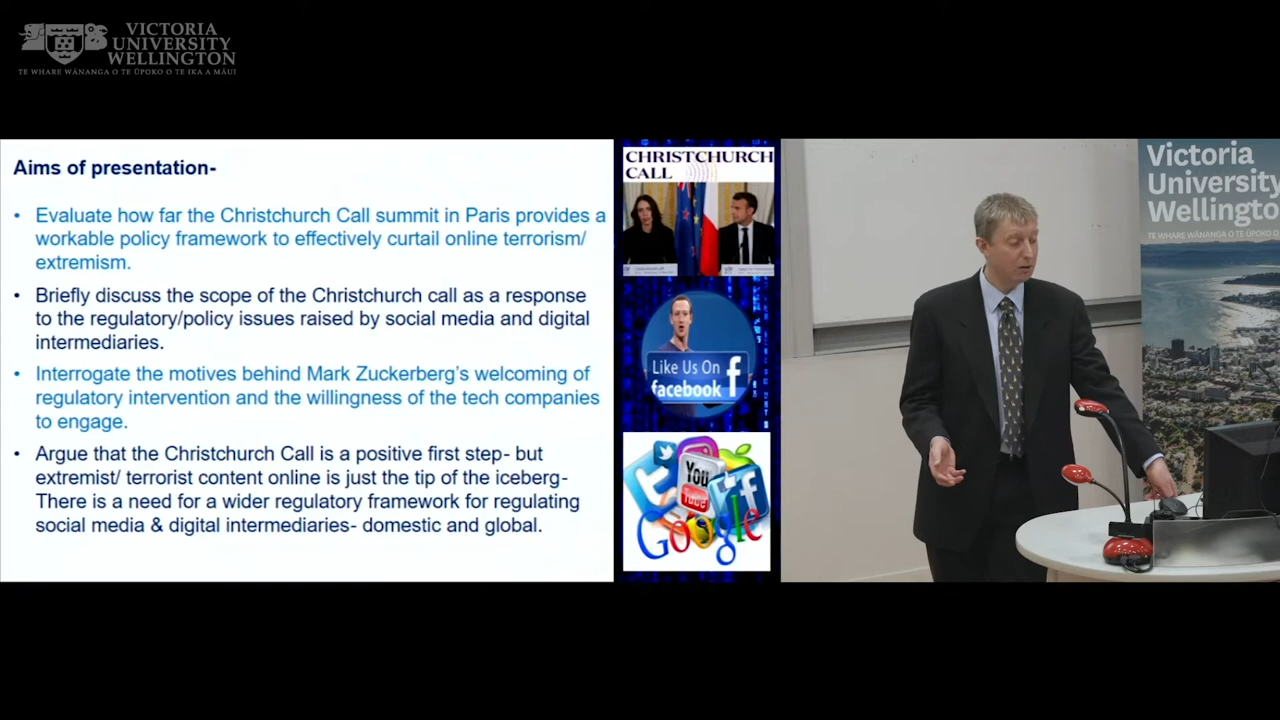 VICTORIA
UNIVERSITY
WELLINGTON
TE WHARE WĀNANGA O TE ŪPOKO O TE IKA A MĀUI
Aims of presentation-
• Evaluate how far the Christchurch Call summit in Paris provides a
workable policy framework to effectively curtail online terrorism/
extremism.
• Briefly discuss the scope of the Christchurch call as a response
to the regulatory/policy issues raised by social media and digital
intermediaries.
• Interrogate the motives behind Mark Zuckerberg's welcoming of
regulatory intervention and the willingness of the tech companies
to engage.
• Argue that the Christchurch Call is a positive first step- but
extremist/ terrorist content online is just the tip of the iceberg-
There is a need for a wider regulatory framework for regulating
social media & digital intermediaries- domestic and global.
CHRISTCHURCH
CALL
Like Us On
facebook f
You
Tube
f
Google
Victoria
University
Wellingto
TE WHARE WĀNANGA O TE ŪPOKO O